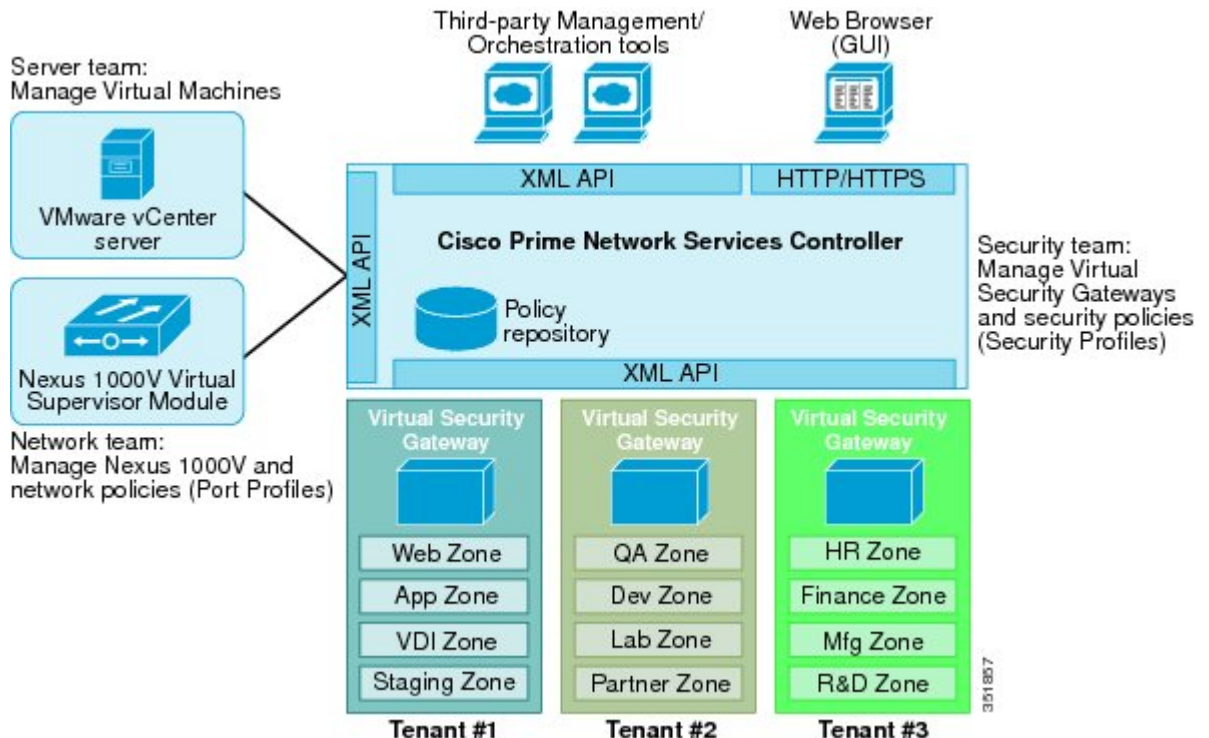 Third-party Management/
Orchestration tools
Web Browser
(GUI)
Server team:
Manage Virtual Machines
VMware vCenter
server
Nexus 1000V Virtual
Supervisor Module
Network team:
Manage Nexus 1000V and
network policies (Port Profiles)
XML API
HTTP/HTTPS
XML API
Cisco Prime Network Services Controller
Policy
repository
XML API
Security team:
Manage Virtual
Security Gateways
and security policies
(Security Profiles)
Virtual Security
Gateway
Web Zone
App Zone
VDI Zone
Staging Zone
Tenant #1
Virtual Security
Gateway
QA Zone
Dev Zone
Lab Zone
Partner Zone
Tenant #2
Virtual Security
Gateway
HR Zone
Finance Zone
Mfg Zone
R&D Zone
Tenant #3
351857